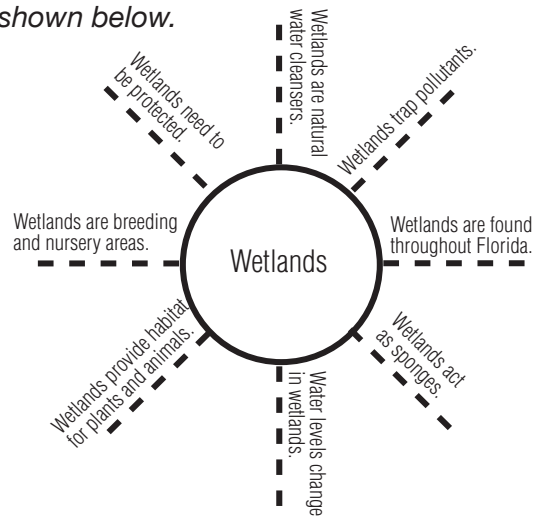 shown below.
Wetlands are natural
water cleansers.
Wetlands trap pollutants.
Wetlands are found
throughout Florida.
Wetlands act
as sponges.
Water levels change
in wetlands.
Wetlands provide habitat
for plants and animals.
Wetlands are breeding
and nursery areas.
Wetlands need to
be protected.
Wetlands